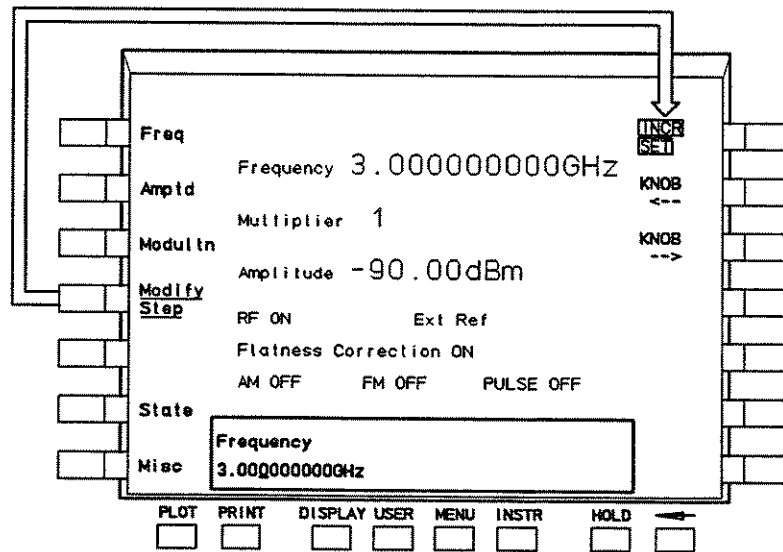 Freq
INCR
SET
Frequency 3.000000000GHz
Amptd
KNOB
<--
Multiplier 1
Modultn
KNOB
-->
Amplitude -90.00dBm
Modify
Step
RF ON Ext Ref
Flatness Correction ON
AM OFF FM OFF PULSE OFF
State
Frequency
3.000000000GHz
Misc
PLOT PRINT DISPLAY USER MENU INSTR HOLD